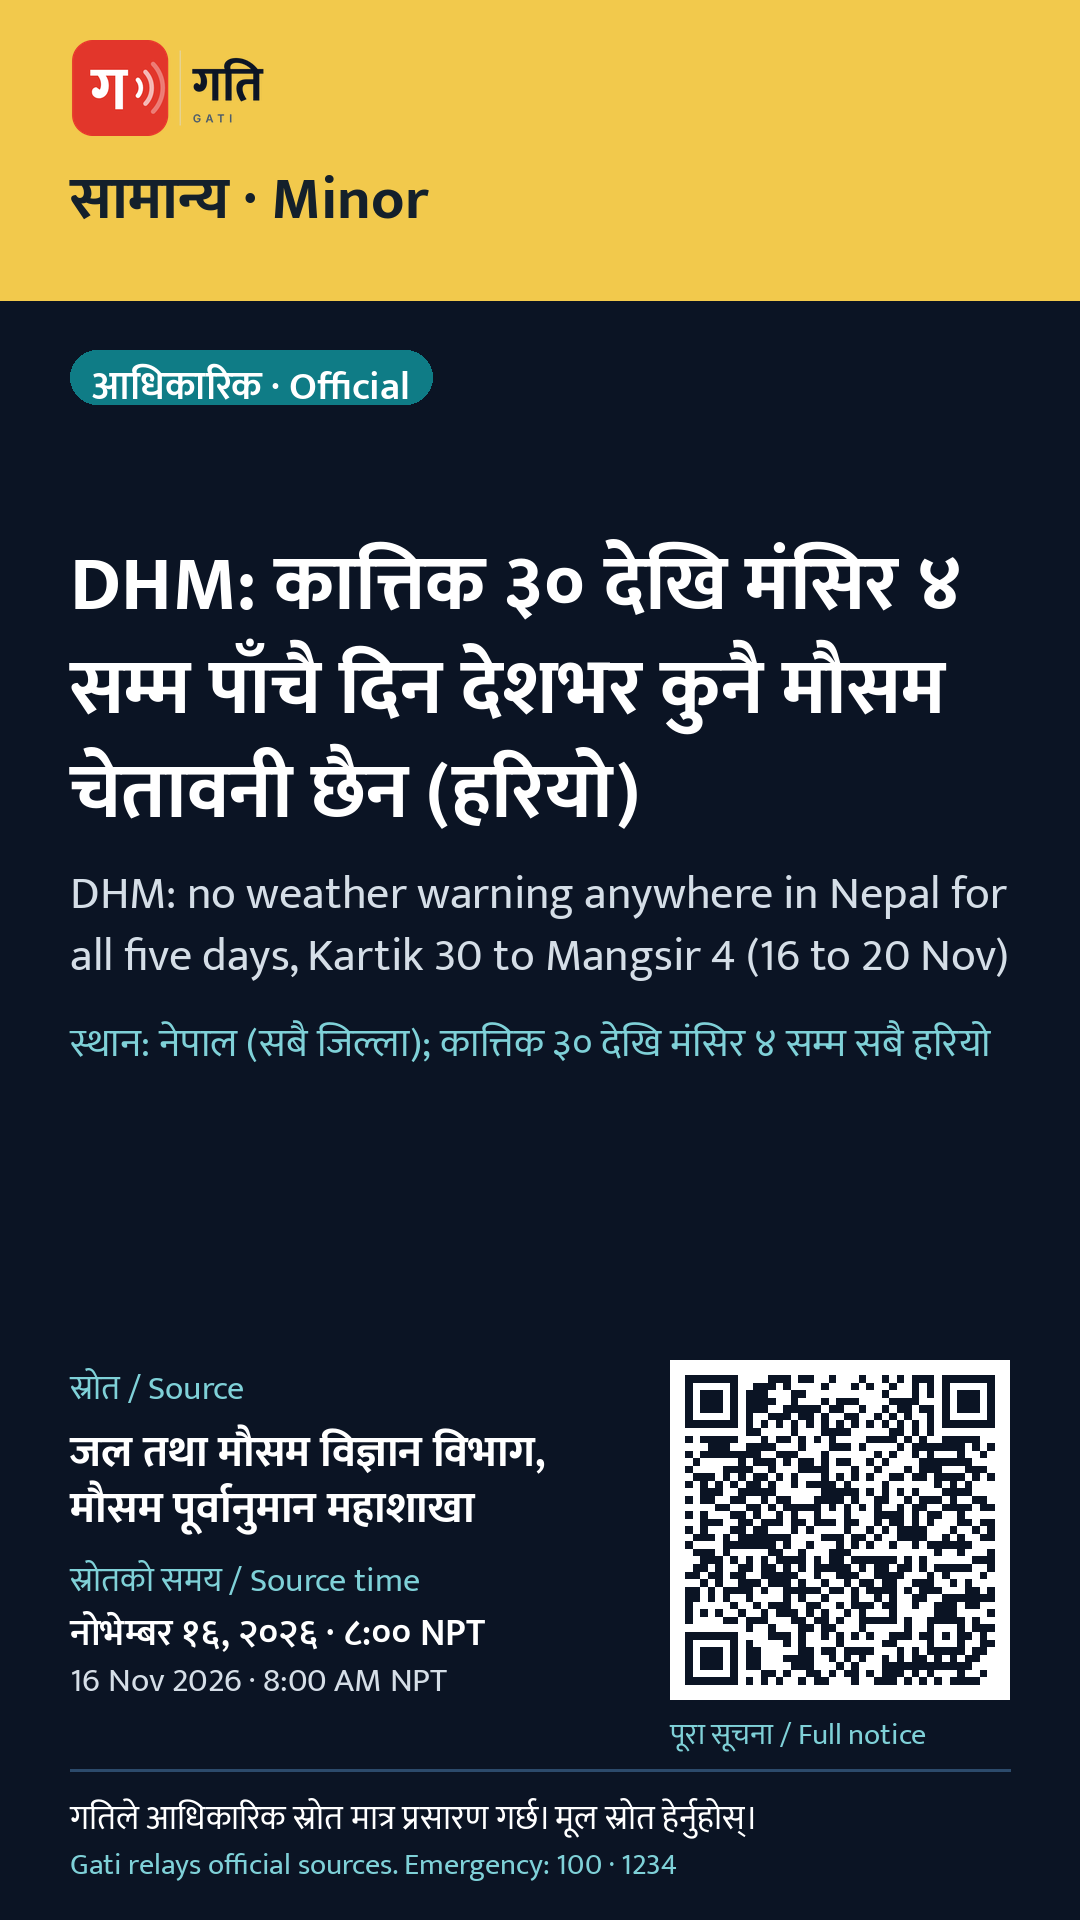 ग
गति
GATI
सामान्य · Minor
आधिकारिक · Official
DHM: कात्तिक ३० देखि मंसिर ४
सम्म पाँचै दिन देशभर कुनै मौसम
चेतावनी छैन (हरियो)
DHM: no weather warning anywhere in Nepal for
all five days, Kartik 30 to Mangsir 4 (16 to 20 Nov)
स्थान: नेपाल (सबै जिल्ला); कात्तिक ३० देखि मंसिर ४ सम्म सबै हरियो
स्रोत / Source
जल तथा मौसम विज्ञान विभाग,
मौसम पूर्वानुमान महाशाखा
स्रोतको समय / Source time
नोभेम्बर १६, २०२६ · ८:०० NPT
16 Nov 2026 · 8:00 AM NPT
पूरा सूचना / Full notice
गतिले आधिकारिक स्रोत मात्र प्रसारण गर्छ। मूल स्रोत हेर्नुहोस्।
Gati relays official sources. Emergency: 100 · 1234